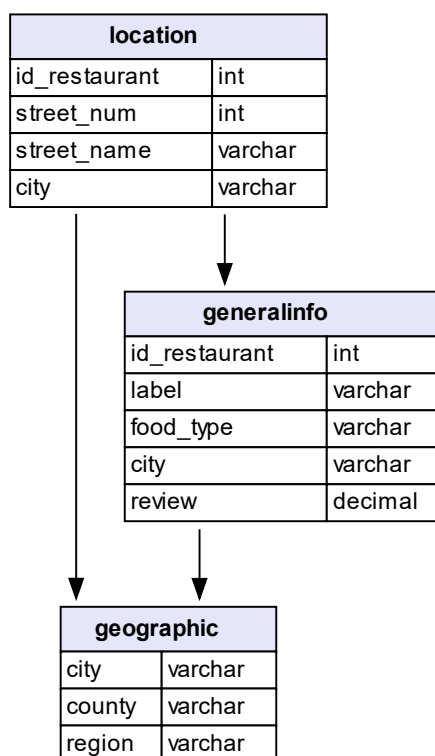 location
id_restaurant int
street_num int
street_name varchar
city varchar
generalinfo
id_restaurant int
label varchar
food_type varchar
city varchar
review decimal
geographic
city varchar
county varchar
region varchar